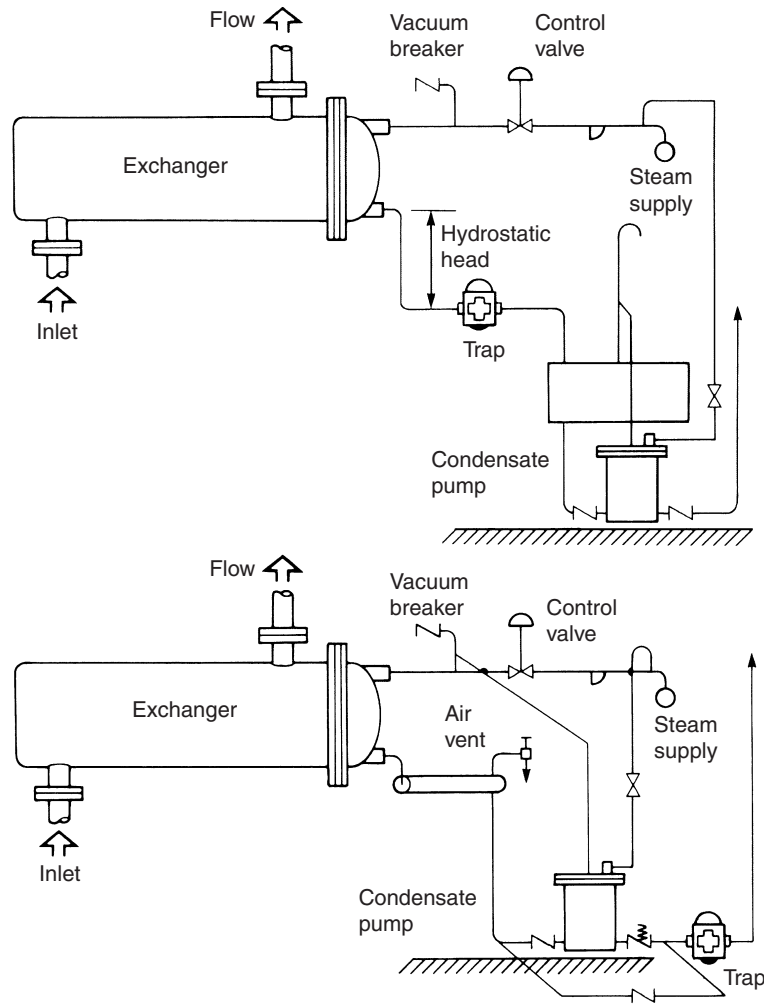 Flow
Vacuum
breaker
Control
valve
Exchanger
Steam
supply
Hydrostatic
head
Inlet
Trap
Condensate
pump
Flow
Vacuum
breaker
Control
valve
Exchanger
Air
vent
Steam
supply
Inlet
Condensate
pump
Trap